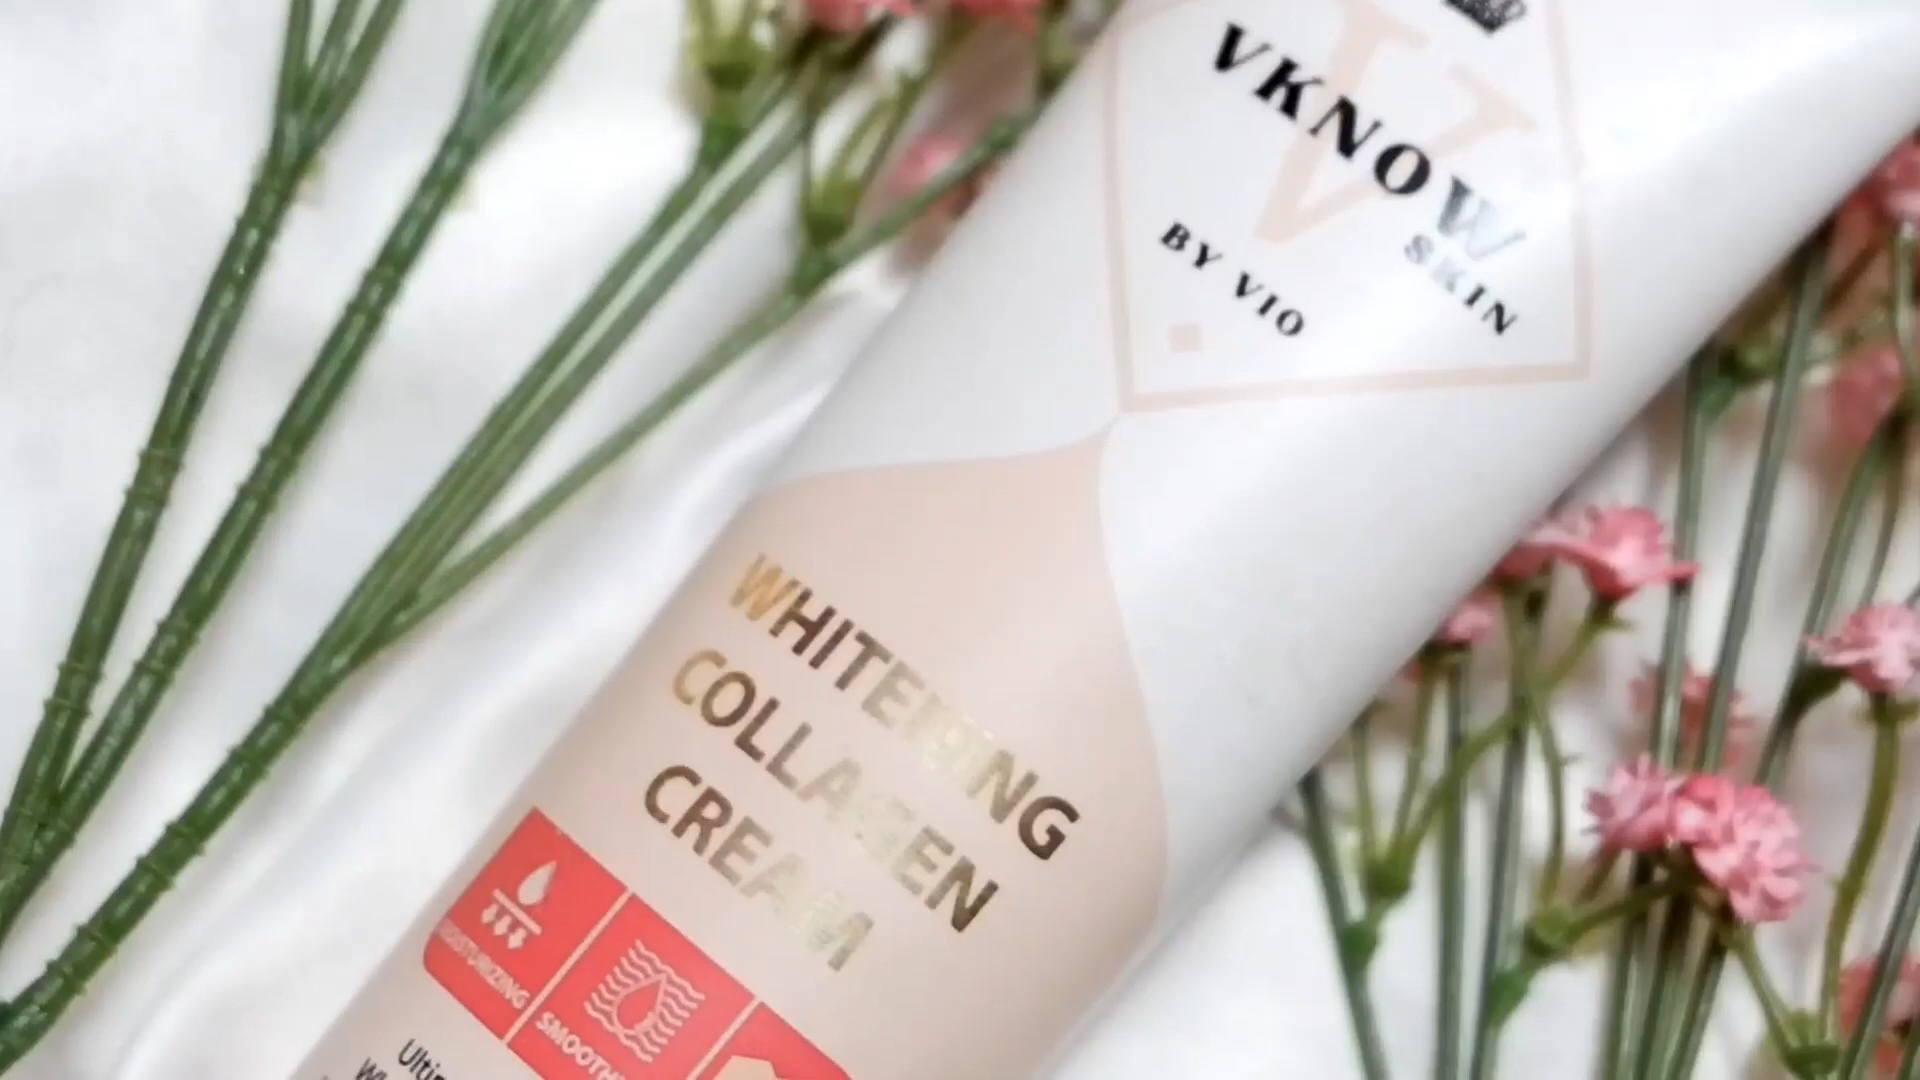 VKNOW
SKIN
BY VIO
WHITENING
COLLAGEN
CREAM
MOISTURIZING